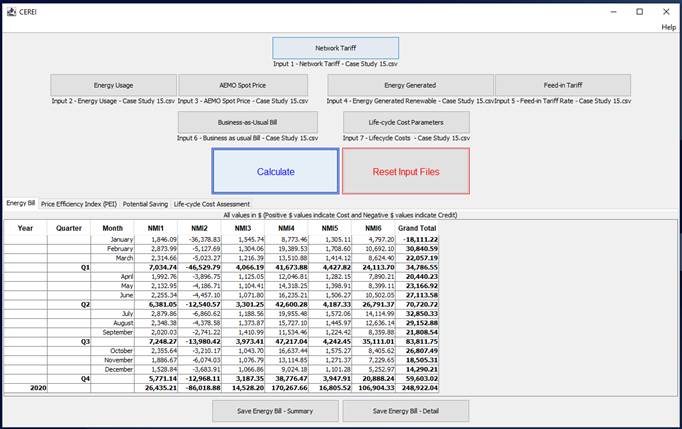 CEREI
Help
Network Tariff
Input 1 - Network Tariff - Case Study 15.csv
Energy Usage AEMO Spot Price Energy Generated Feed-in Tariff
Input 2 - Energy Usage - Case Study 15.csv Input 3 - AEMO Spot Price - Case Study 15.csv Input 4 - Energy Generated Renewable - Case Study 15.csv Input 5 - Feed-in Tariff Rate - Case Study 15.csv
Business-as-Usual Bill Life-cycle Cost Parameters
Input 6 - Business as usual Bill - Case Study 15.csv Input 7 - Lifecycle Costs - Case Study 15.csv
Calculate Reset Input Files
Energy Bill Price Efficiency Index (PEI) Potential Saving Life-cycle Cost Assessment
All values in $ (Positive $ values indicate Cost and Negative $ values indicate Credit)
Year Quarter Month NMI1 NMI2 NMI3 NMI4 NMI5 NMI6 Grand Total
January 1,846.09 -36,378.83 1,545.74 8,773.46 1,305.11 4,797.20 -18,111.22
February 2,873.99 -5,127.69 1,304.06 19,389.53 1,708.60 10,692.10 30,840.59
March 2,314.66 -5,023.27 1,216.39 13,510.88 1,414.12 8,624.40 22,057.19
Q1 7,034.74 -46,529.79 4,066.19 41,673.88 4,427.82 24,113.70 34,786.55
April 1,992.76 -3,896.75 1,125.05 12,046.81 1,282.15 7,890.21 20,440.23
May 2,132.95 -4,186.71 1,104.41 14,318.25 1,398.91 8,399.11 23,166.92
June 2,255.34 -4,457.10 1,071.80 16,235.21 1,506.27 10,502.05 27,113.58
Q2 6,381.05 -12,540.57 3,301.25 42,600.28 4,187.33 26,791.37 70,720.72
July 2,879.86 -6,860.62 1,188.56 19,955.48 1,572.06 14,114.99 32,850.33
August 2,348.38 -4,378.58 1,373.87 15,727.10 1,445.97 12,636.14 29,152.88
September 2,020.03 -2,741.22 1,410.99 11,534.46 1,224.42 8,359.88 21,808.54
Q3 7,248.27 -13,980.42 3,973.41 47,217.04 4,242.45 35,111.01 83,811.75
October 2,355.64 -3,210.17 1,043.70 16,637.44 1,575.27 8,405.62 26,807.49
November 1,886.67 -6,074.03 1,076.79 13,114.85 1,271.37 7,229.65 18,505.31
December 1,528.84 -3,683.91 1,066.86 9,024.18 1,101.28 5,252.97 14,290.21
Q4 5,771.14 -12,968.11 3,187.35 38,776.47 3,947.91 20,888.24 59,603.02
2020 26,435.21 -86,018.88 14,528.20 170,267.66 16,805.52 106,904.33 248,922.04
Save Energy Bill - Summary Save Energy Bill - Detail